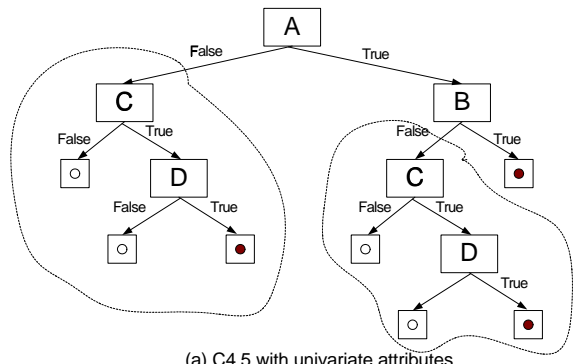 A
False
True
C
B
False
True
False
True
D
C
False
True
False
True
D
True
(a) C4.5 with univariate attributes